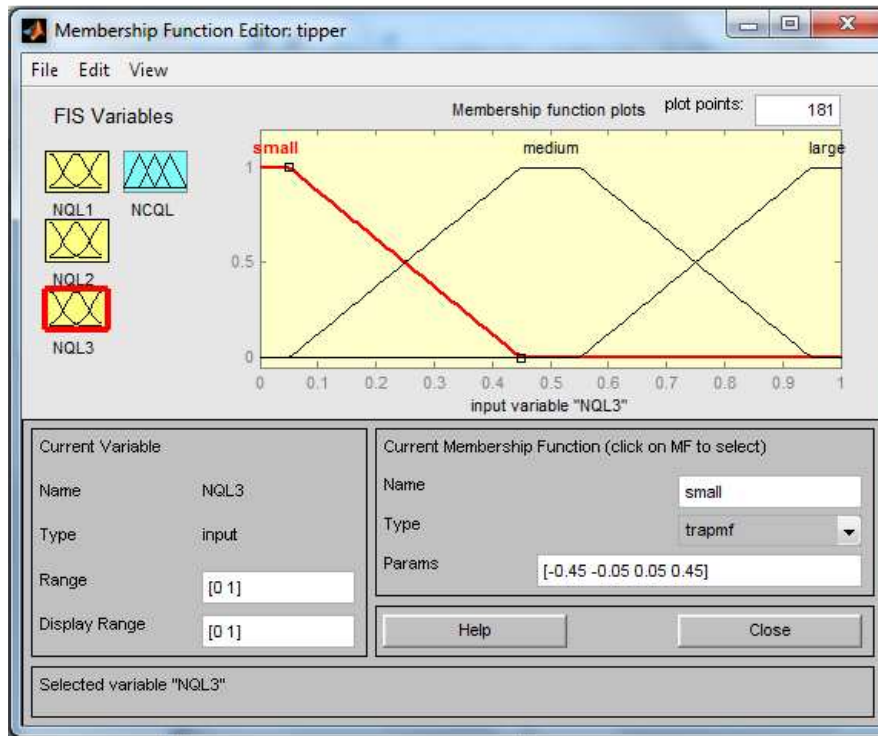 Membership Function Editor: tipper
File Edit View
FIS Variables
Membership function plots plot points: 181
NQL1 NCQL
NQL2
NQL3
small medium large
1
0.5
0
0 0.1 0.2 0.3 0.4 0.5 0.6 0.7 0.8 0.9 1
input variable "NQL3"
Current Variable
Name NQL3
Type input
Range [0 1]
Display Range [0 1]
Current Membership Function (click on MF to select)
Name small
Type trapmf
Params [-0.45 -0.05 0.05 0.45]
Help Close
Selected variable "NQL3"